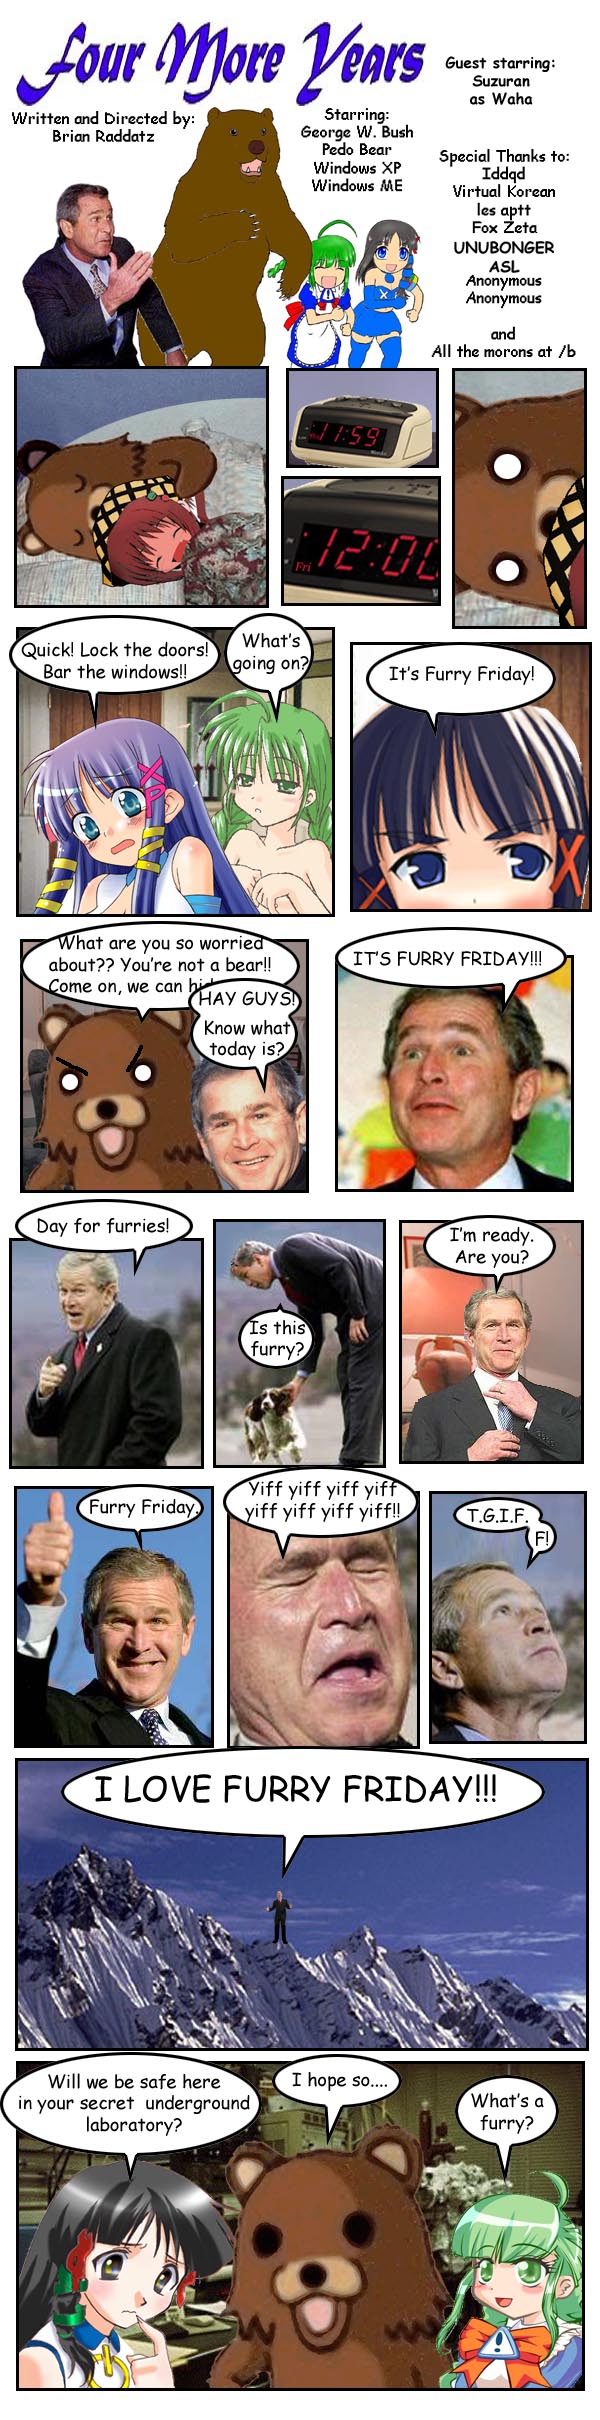 Four More Years
Written and Directed by:
Brian Raddatz
Starring:
George W. Bush
Pedo Bear
Windows XP
Windows ME
Guest starring:
Suzuran
as Waha
Special Thanks to:
Iddqd
Virtual Korean
les aptt
Fox Zeta
UNUBONGER
ASL
Anonymous
Anonymous
and
All the morons at /b
11:59
Fri
12:00
Quick! Lock the doors!
Bar the windows!!
What's
going on?
XP
It's Furry Friday!
What are you so worried
about?? You're not a bear!!
Come on, we can
HAY GUYS!
Know what
today is?
IT'S FURRY FRIDAY!!!
Day for furries!
Is this
furry?
I'm ready.
Are you?
Furry Friday.
Yiff yiff yiff yiff
yiff yiff yiff yiff!!
T.G.I.F.
F!
I LOVE FURRY FRIDAY!!!
Will we be safe here
in your secret underground
laboratory?
I hope so....
What's a
furry?